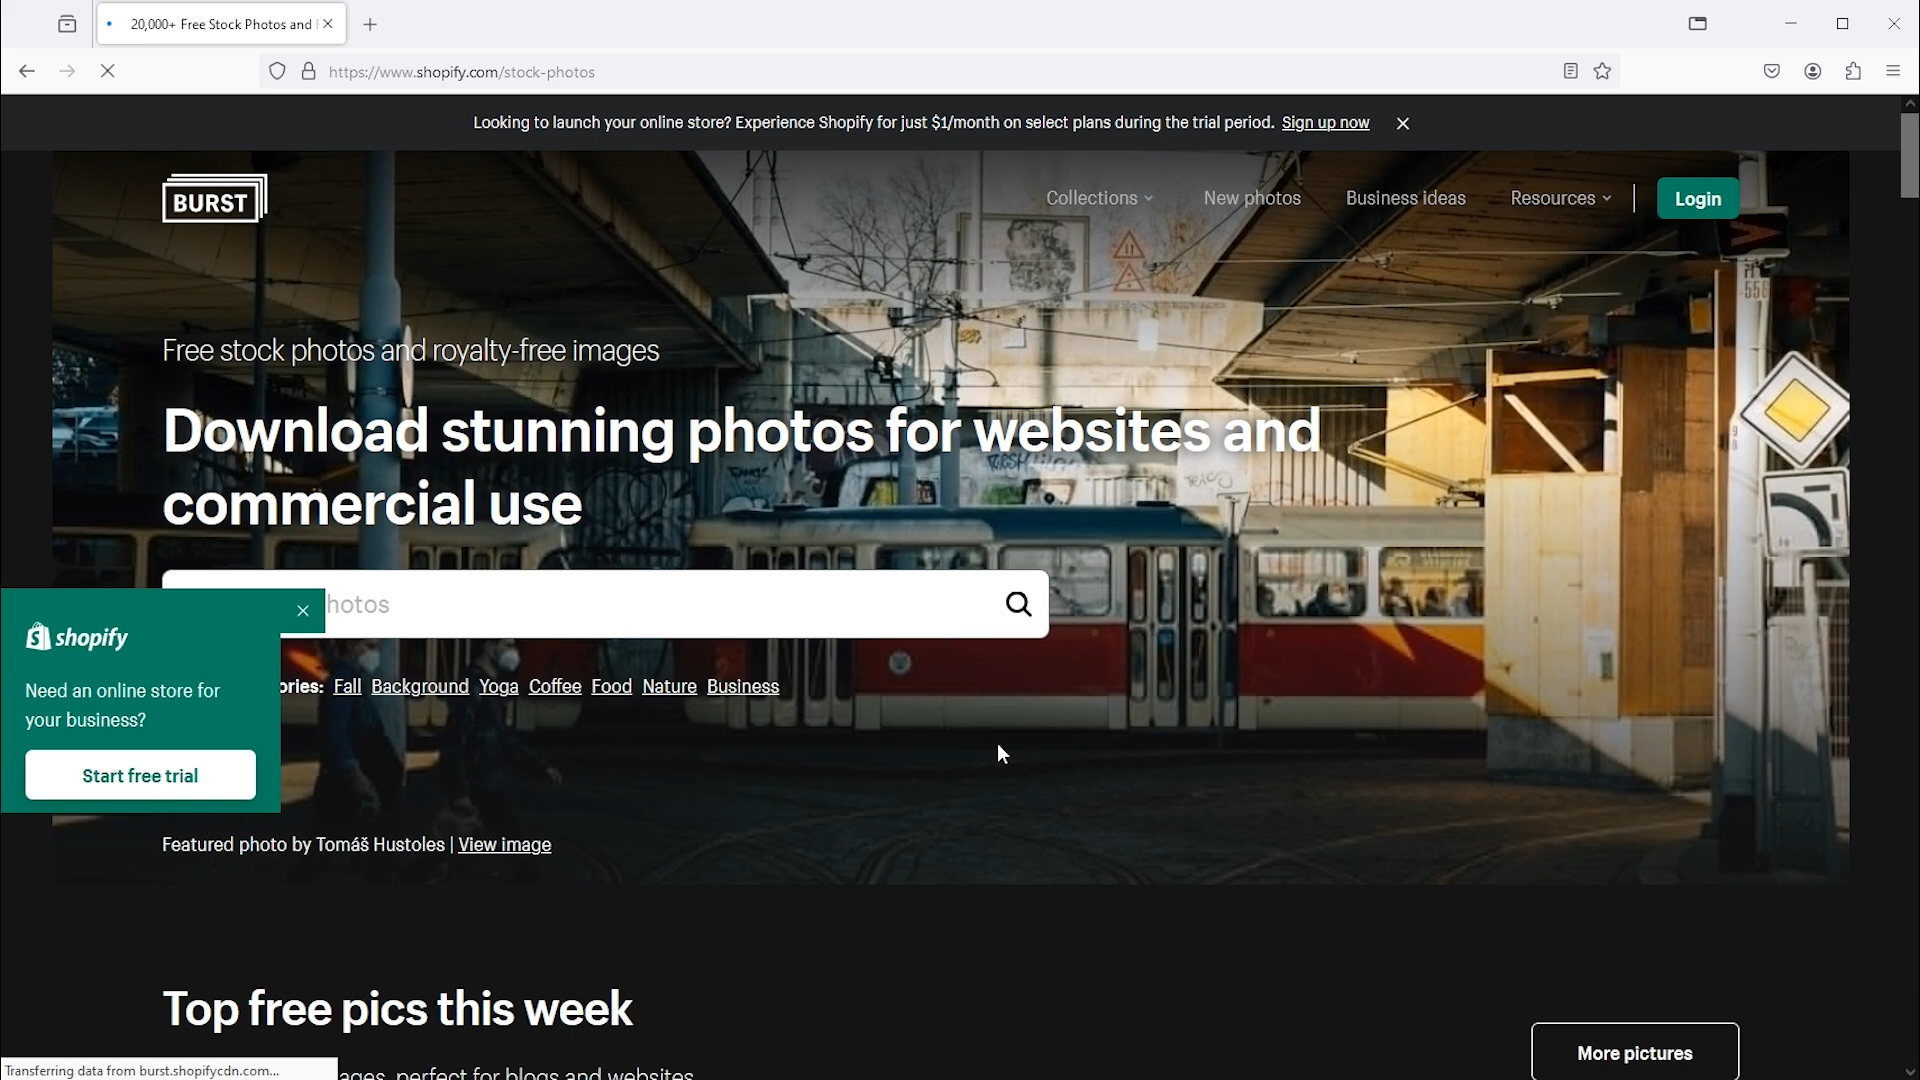 20,000+ Free Stock Photos and
https://www.shopify.com/stock-photos
Looking to launch your online store? Experience Shopify for just $1/month on select plans during the trial period. Sign up now
BURST
Collections
New photos
Business ideas
Resources
Login
Free stock photos and royalty-free images
Download stunning photos for websites and
commercial use
hotos
shopify
Need an online store for
your business?
Start free trial
ories: Fall Background Yoga Coffee Food Nature Business
Featured photo by Tomáš Hustoles | View image
Top free pics this week
More pictures
ages, perfect for blogs and websites
Transferring data from burst.shopifycdn.com...